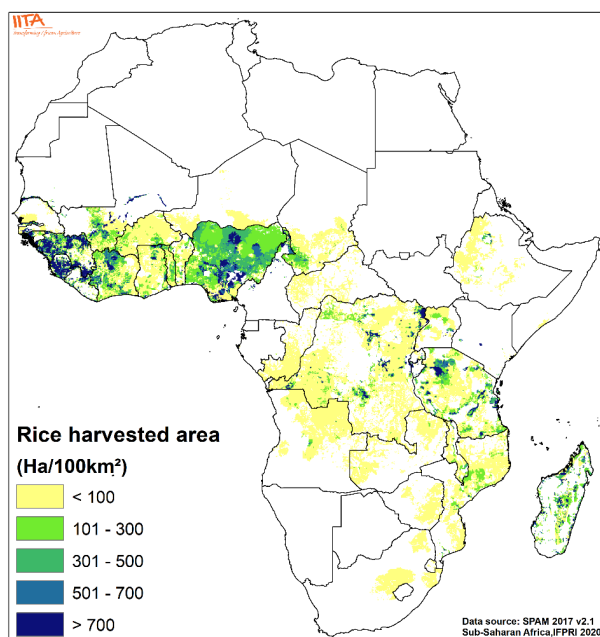 IITA
Transforming African Agriculture
Rice harvested area
(Ha/100km²)
< 100
101 - 300
301 - 500
501 - 700
> 700
Data source: SPAM 2017 v2.1
Sub-Saharan Africa,IFPRI 2020